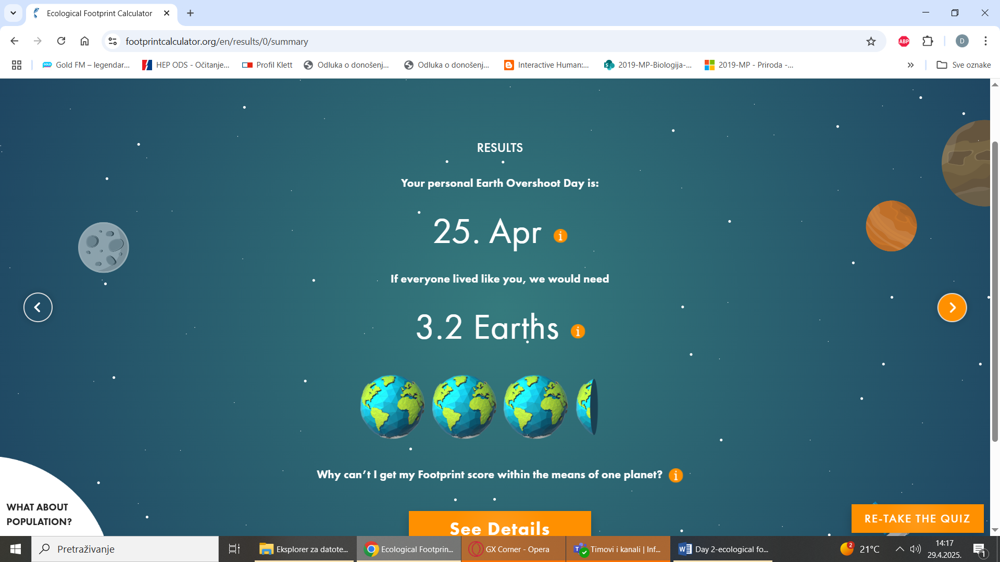 Ecological Footprint Calculator
footprintcalculator.org/en/results/0/summary
ABP
D
Gold FM – legendar...
HEP ODS - Očitanje...
Profil Klett
Odluka o donošenj...
Odluka o donošenj...
Interactive Human:...
2019-MP-Biologija-...
2019-MP - Priroda -...
Sve oznake
RESULTS
Your personal Earth Overshoot Day is:
25. Apr
If everyone lived like you, we would need
3.2 Earths
Why can't I get my Footprint score within the means of one planet?
WHAT ABOUT
POPULATION?
See Details
RE-TAKE THE QUIZ
Pretraživanje
Eksplorer za datote...
Ecological Footprin...
GX Corner - Opera
Timovi i kanali | Inf...
Day 2-ecological fo...
2
21°C
14:17
29.4.2025.
1